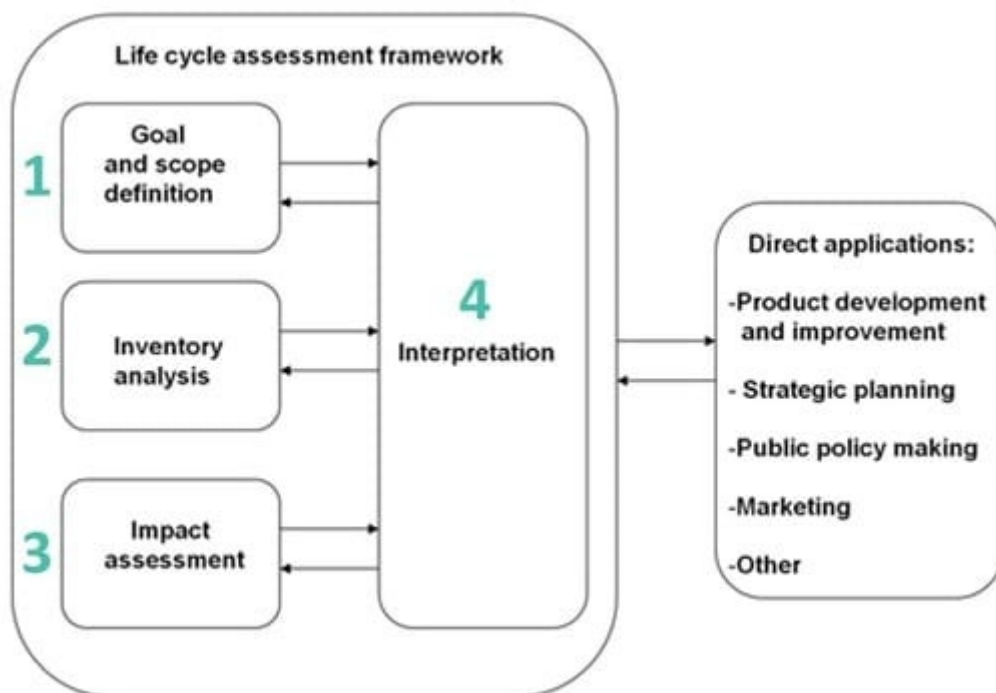 Life cycle assessment framework
1
Goal
and scope
definition
2
Inventory
analysis
3
Impact
assessment
4
Interpretation
Direct applications:
-Product development
and improvement
- Strategic planning
-Public policy making
-Marketing
-Other